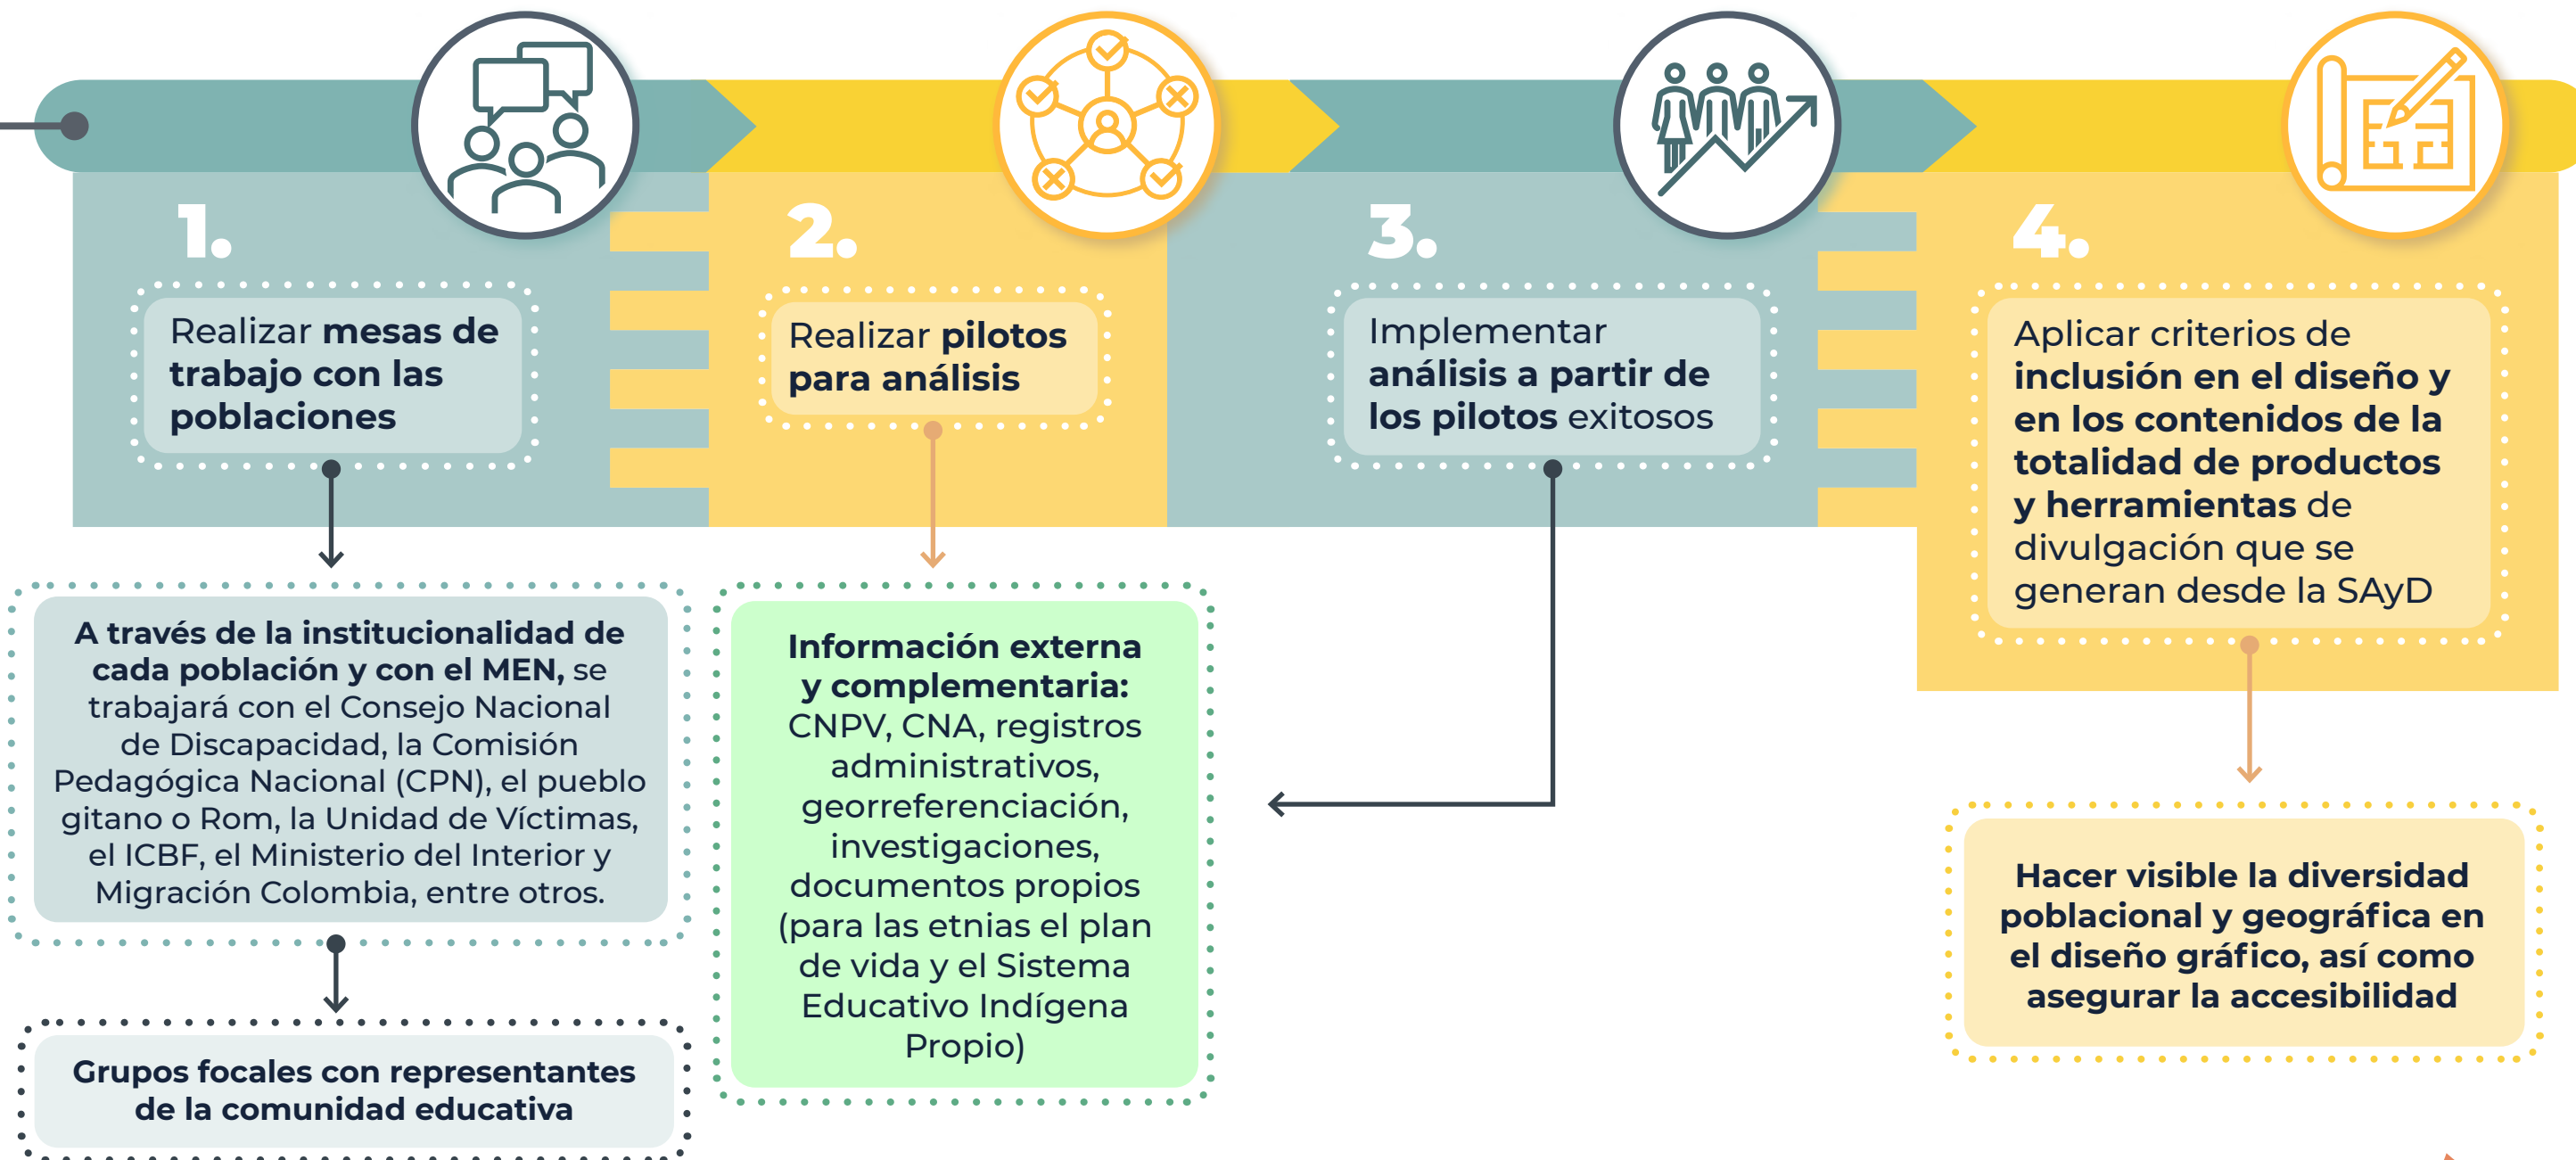 1.
Realizar mesas de
trabajo con las
poblaciones
A través de la institucionalidad de
cada población y con el MEN, se
trabajará con el Consejo Nacional
de Discapacidad, la Comisión
Pedagógica Nacional (CPN), el pueblo
gitano o Rom, la Unidad de Víctimas,
el ICBF, el Ministerio del Interior y
Migración Colombia, entre otros.
Grupos focales con representantes
de la comunidad educativa
2.
Realizar pilotos
para análisis
Información externa
y complementaria:
CNPV, CNA, registros
administrativos,
georreferenciación,
investigaciones,
documentos propios
(para las etnias el plan
de vida y el Sistema
Educativo Indígena
Propio)
3.
Implementar
análisis a partir de
los pilotos exitosos
4.
Aplicar criterios de
inclusión en el diseño y
en los contenidos de la
totalidad de productos
y herramientas de
divulgación que se
generan desde la SAyD
Hacer visible la diversidad
poblacional y geográfica en
el diseño gráfico, así como
asegurar la accesibilidad